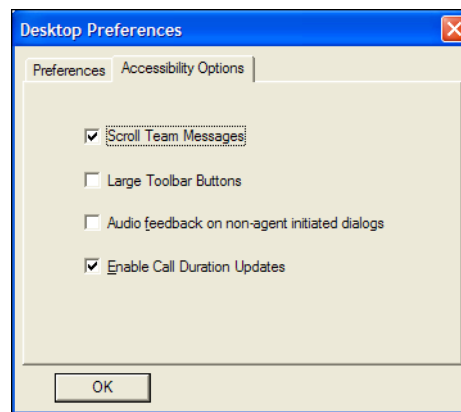 Desktop Preferences
Preferences Accessibility Options
Scroll Team Messages
Large Toolbar Buttons
Audio feedback on non-agent initiated dialogs
Enable Call Duration Updates
OK